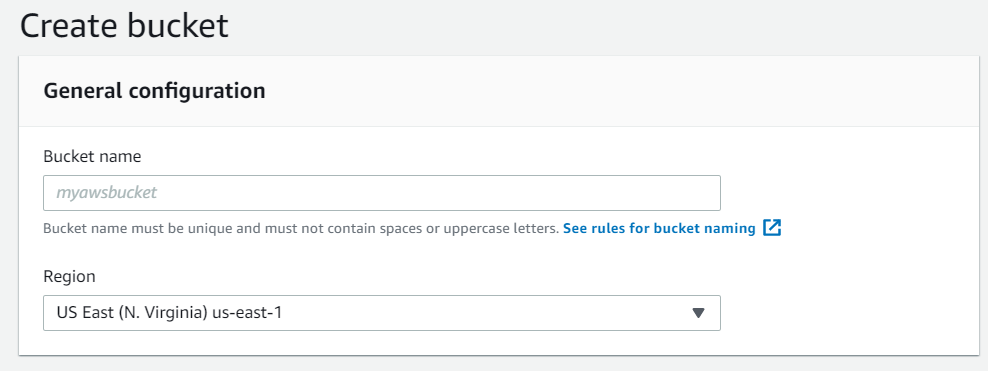 Create bucket
General configuration
Bucket name
myawsbucket
Bucket name must be unique and must not contain spaces or uppercase letters. See rules for bucket naming
Region
US East (N. Virginia) us-east-1